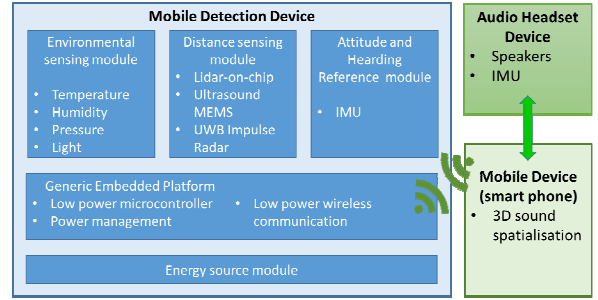 Mobile Detection Device
Environmental
sensing module
• Temperature
• Humidity
• Pressure
• Light
Distance sensing
module
• Lidar-on-chip
• Ultrasound
MEMS
• UWB Impulse
Radar
Attitude and
Hearding
Reference module
• IMU
Generic Embedded Platform
• Low power microcontroller
• Power management
• Low power wireless
communication
Energy source module
Audio Headset
Device
• Speakers
• IMU
Mobile Device
(smart phone)
• 3D sound
spatialisation